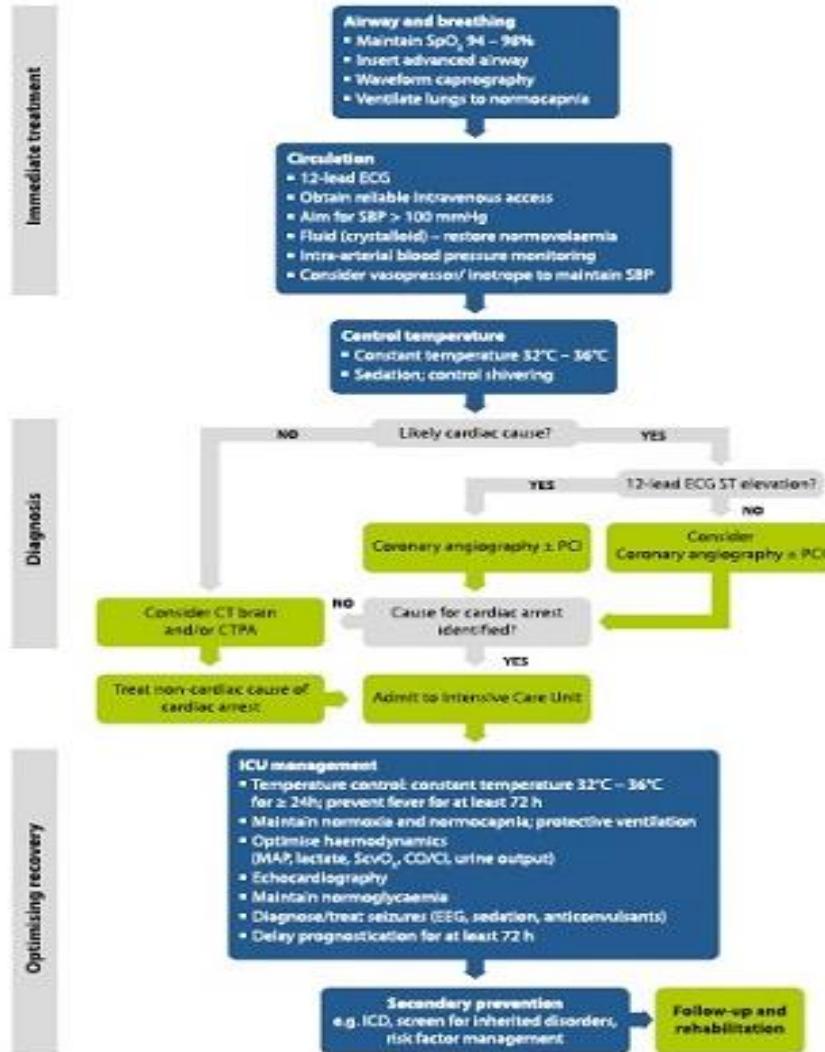 Immediate treatment
Airway and breathing
▪ Maintain SpO₂ 94 – 98%
▪ Insert advanced airway
▪ Waveform capnography
▪ Ventilate lungs to normocapnia
Circulation
▪ 12-lead ECG
▪ Obtain reliable intravenous access
▪ Aim for SBP > 100 mmHg
▪ Fluid (crystalloid) – restore normovolaemia
▪ Intra-arterial blood pressure monitoring
▪ Consider vasopressor/ inotrope to maintain SBP
Control temperature
▪ Constant temperature 32°C – 36°C
▪ Sedation; control shivering
Diagnosis
NO
Likely cardiac cause?
YES
YES
12-lead ECG ST elevation?
NO
Coronary angiography ± PCI
Consider
Coronary angiography ± PCI
Consider CT brain
and/or CTPA
NO
Cause for cardiac arrest
identified?
YES
Treat non-cardiac cause of
cardiac arrest
Admit to Intensive Care Unit
Optimising recovery
ICU management
▪ Temperature control: constant temperature 32°C – 36°C
for ≥ 24h; prevent fever for at least 72 h
▪ Maintain normoxia and normocapnia; protective ventilation
▪ Optimise haemodynamics
(MAP, lactate, ScvO₂, CO/CI, urine output)
▪ Echocardiography
▪ Maintain normoglycaemia
▪ Diagnose/treat seizures (EEG, sedation, anticonvulsants)
▪ Delay prognostication for at least 72 h
Secondary prevention
e.g. ICD, screen for inherited disorders,
risk factor management
Follow-up and
rehabilitation